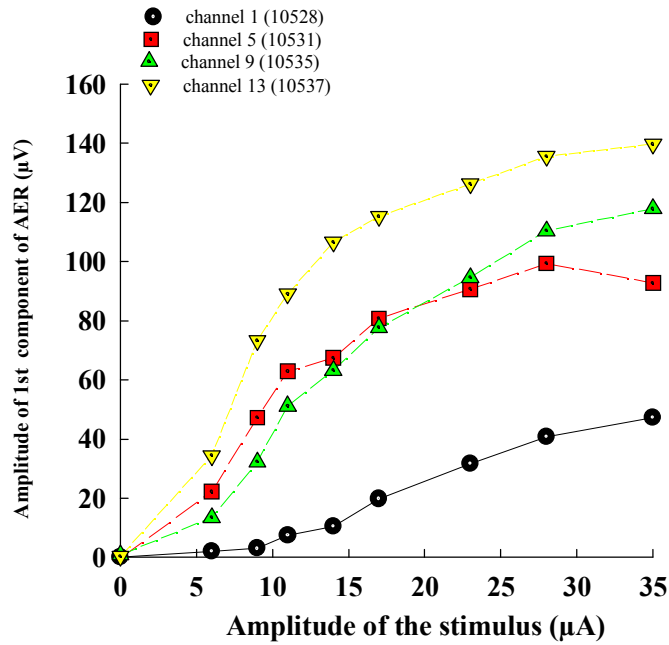 channel 1 (10528)
channel 5 (10531)
channel 9 (10535)
channel 13 (10537)
160
140
120
100
80
60
40
20
0
Amplitude of 1st component of AER (µV)
0 5 10 15 20 25 30 35
Amplitude of the stimulus (µA)